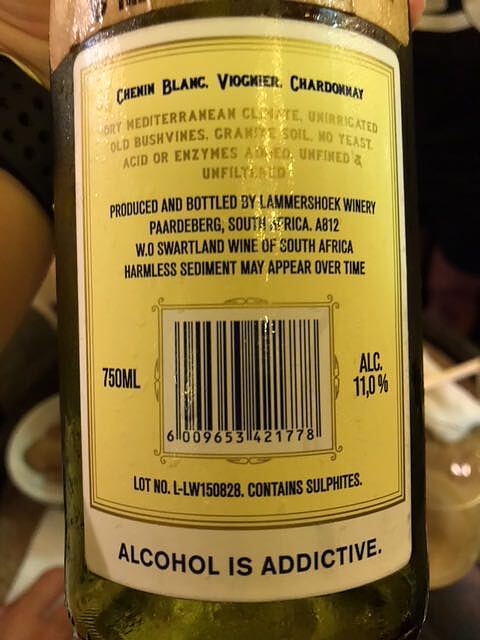 Chenin Blanc. Viognier. Chardonnay
Dry Mediterranean Climate, Unirrigated
Old Bushvines, Granite Soil, No Yeast,
Acid or Enzymes Added, Unfined &
Unfiltered
PRODUCED AND BOTTLED BY LAMMERSHOEK WINERY
PAARDEBERG, SOUTH AFRICA. A812
W.O SWARTLAND WINE OF SOUTH AFRICA
HARMLESS SEDIMENT MAY APPEAR OVER TIME
750ML
ALC.
11,0%
6 009653 421778
LOT NO. L-LW150828. CONTAINS SULPHITES.
ALCOHOL IS ADDICTIVE.